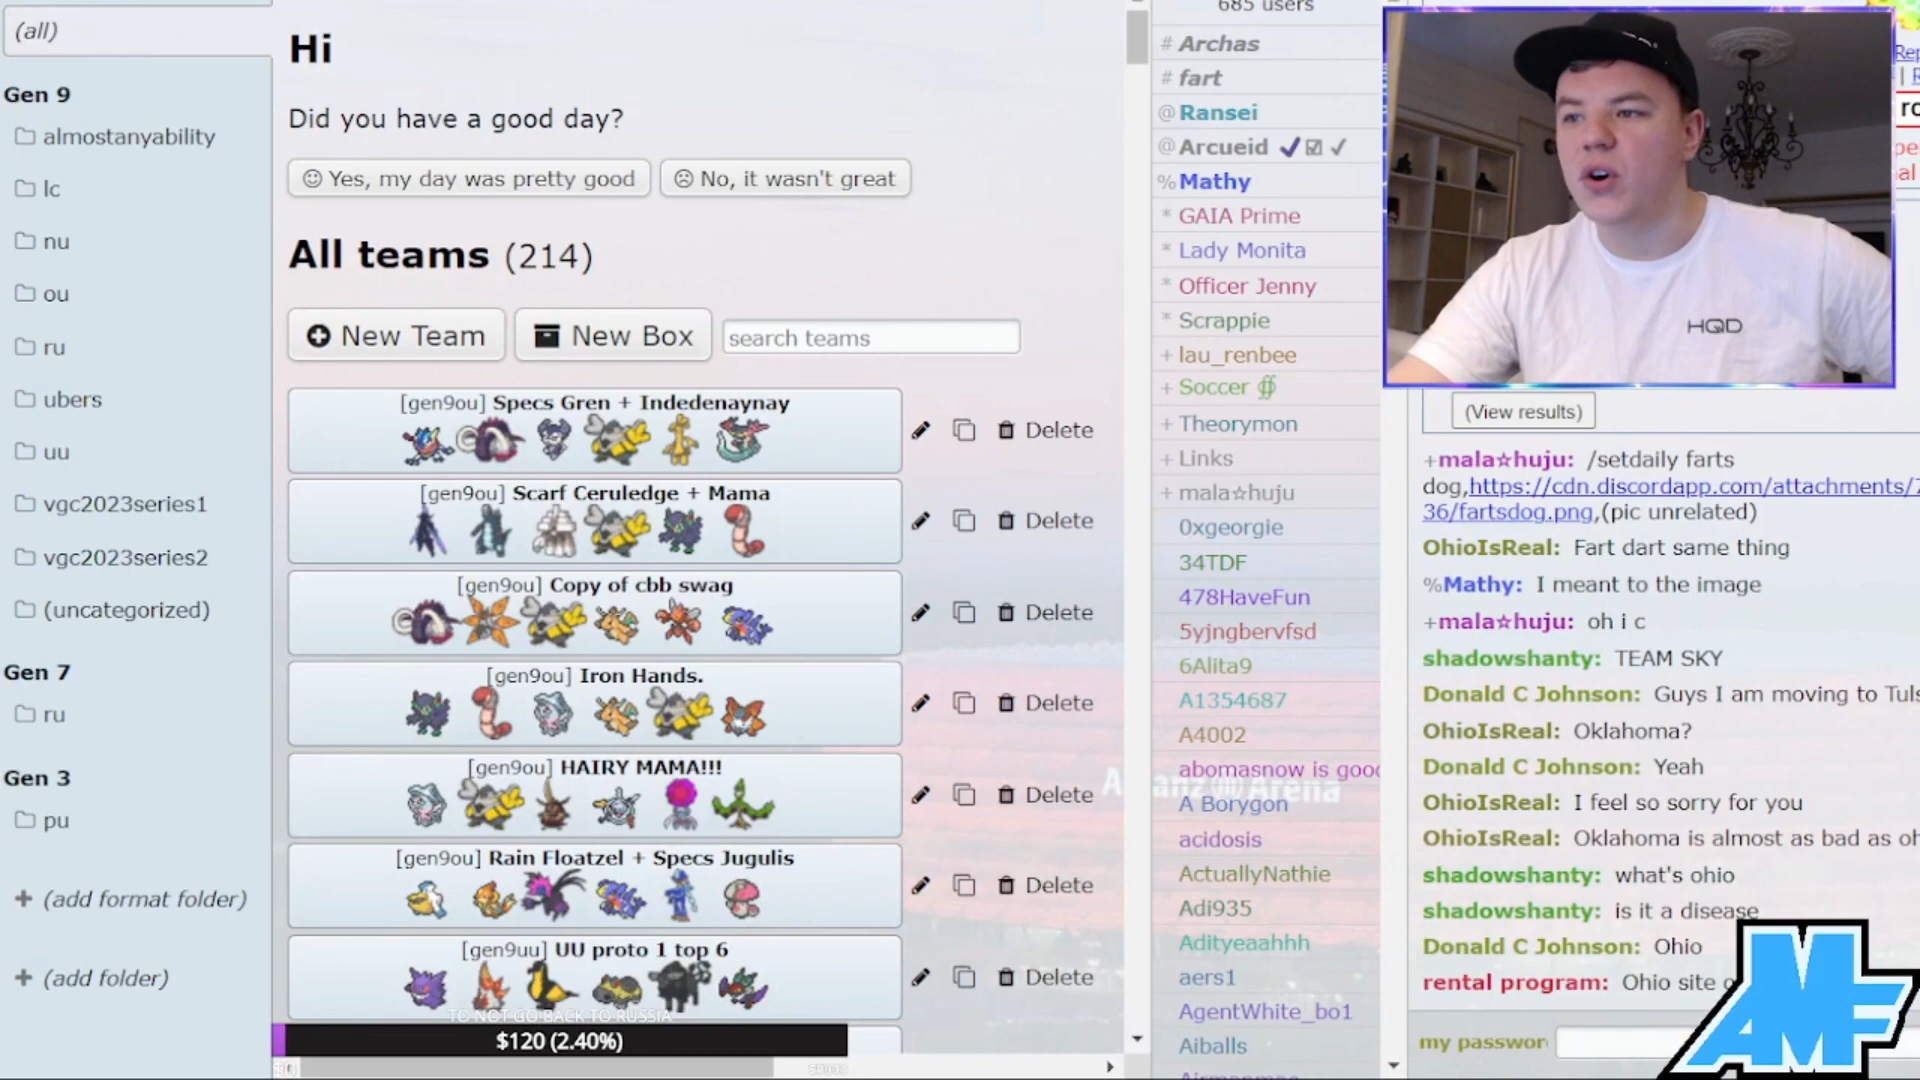 (all)
Gen 9
almostanyability
lc
nu
ou
ru
ubers
uu
vgc2023series1
vgc2023series2
(uncategorized)
Gen 7
ru
Gen 3
pu
(add format folder)
(add folder)
Hi
Did you have a good day?
Yes, my day was pretty good
No, it wasn't great
All teams (214)
New Team
New Box
search teams
[gen9ou] Specs Gren + Indedenaynay
Delete
[gen9ou] Scarf Ceruledge + Mama
Delete
[gen9ou] Copy of cbb swag
Delete
[gen9ou] Iron Hands.
Delete
[gen9ou] HAIRY MAMA!!!
Delete
[gen9ou] Rain Floatzel + Specs Jugulis
Delete
[gen9uu] UU proto 1 top 6
Delete
TO NOT GO BACK TO RUSSIA
$120 (2.40%)
685 users
# Archas
# fart
@ Ransei
@ Arcueid ✓☑✓
% Mathy
* GAIA Prime
* Lady Monita
* Officer Jenny
* Scrappie
+ lau_renbee
+ Soccer ∯
+ Theorymon
+ Links
+ mala☆huju
0xgeorgie
34TDF
478HaveFun
5yjngbervfsd
6Alita9
A1354687
A4002
abomasnow is good
A Borygon
acidosis
ActuallyNathie
Adi935
Adityeaahhh
aers1
AgentWhite_bo1
Aiballs
Arena
HQD
(View results)
+mala☆huju: /setdaily farts
dog,https://cdn.discordapp.com/attachments/7
36/fartsdog.png,(pic unrelated)
OhioIsReal: Fart dart same thing
%Mathy: I meant to the image
+mala☆huju: oh i c
shadowshanty: TEAM SKY
Donald C Johnson: Guys I am moving to Tuls
OhioIsReal: Oklahoma?
Donald C Johnson: Yeah
OhioIsReal: I feel so sorry for you
OhioIsReal: Oklahoma is almost as bad as oh
shadowshanty: what's ohio
shadowshanty: is it a disease
Donald C Johnson: Ohio
rental program: Ohio site
my passwor
AMF